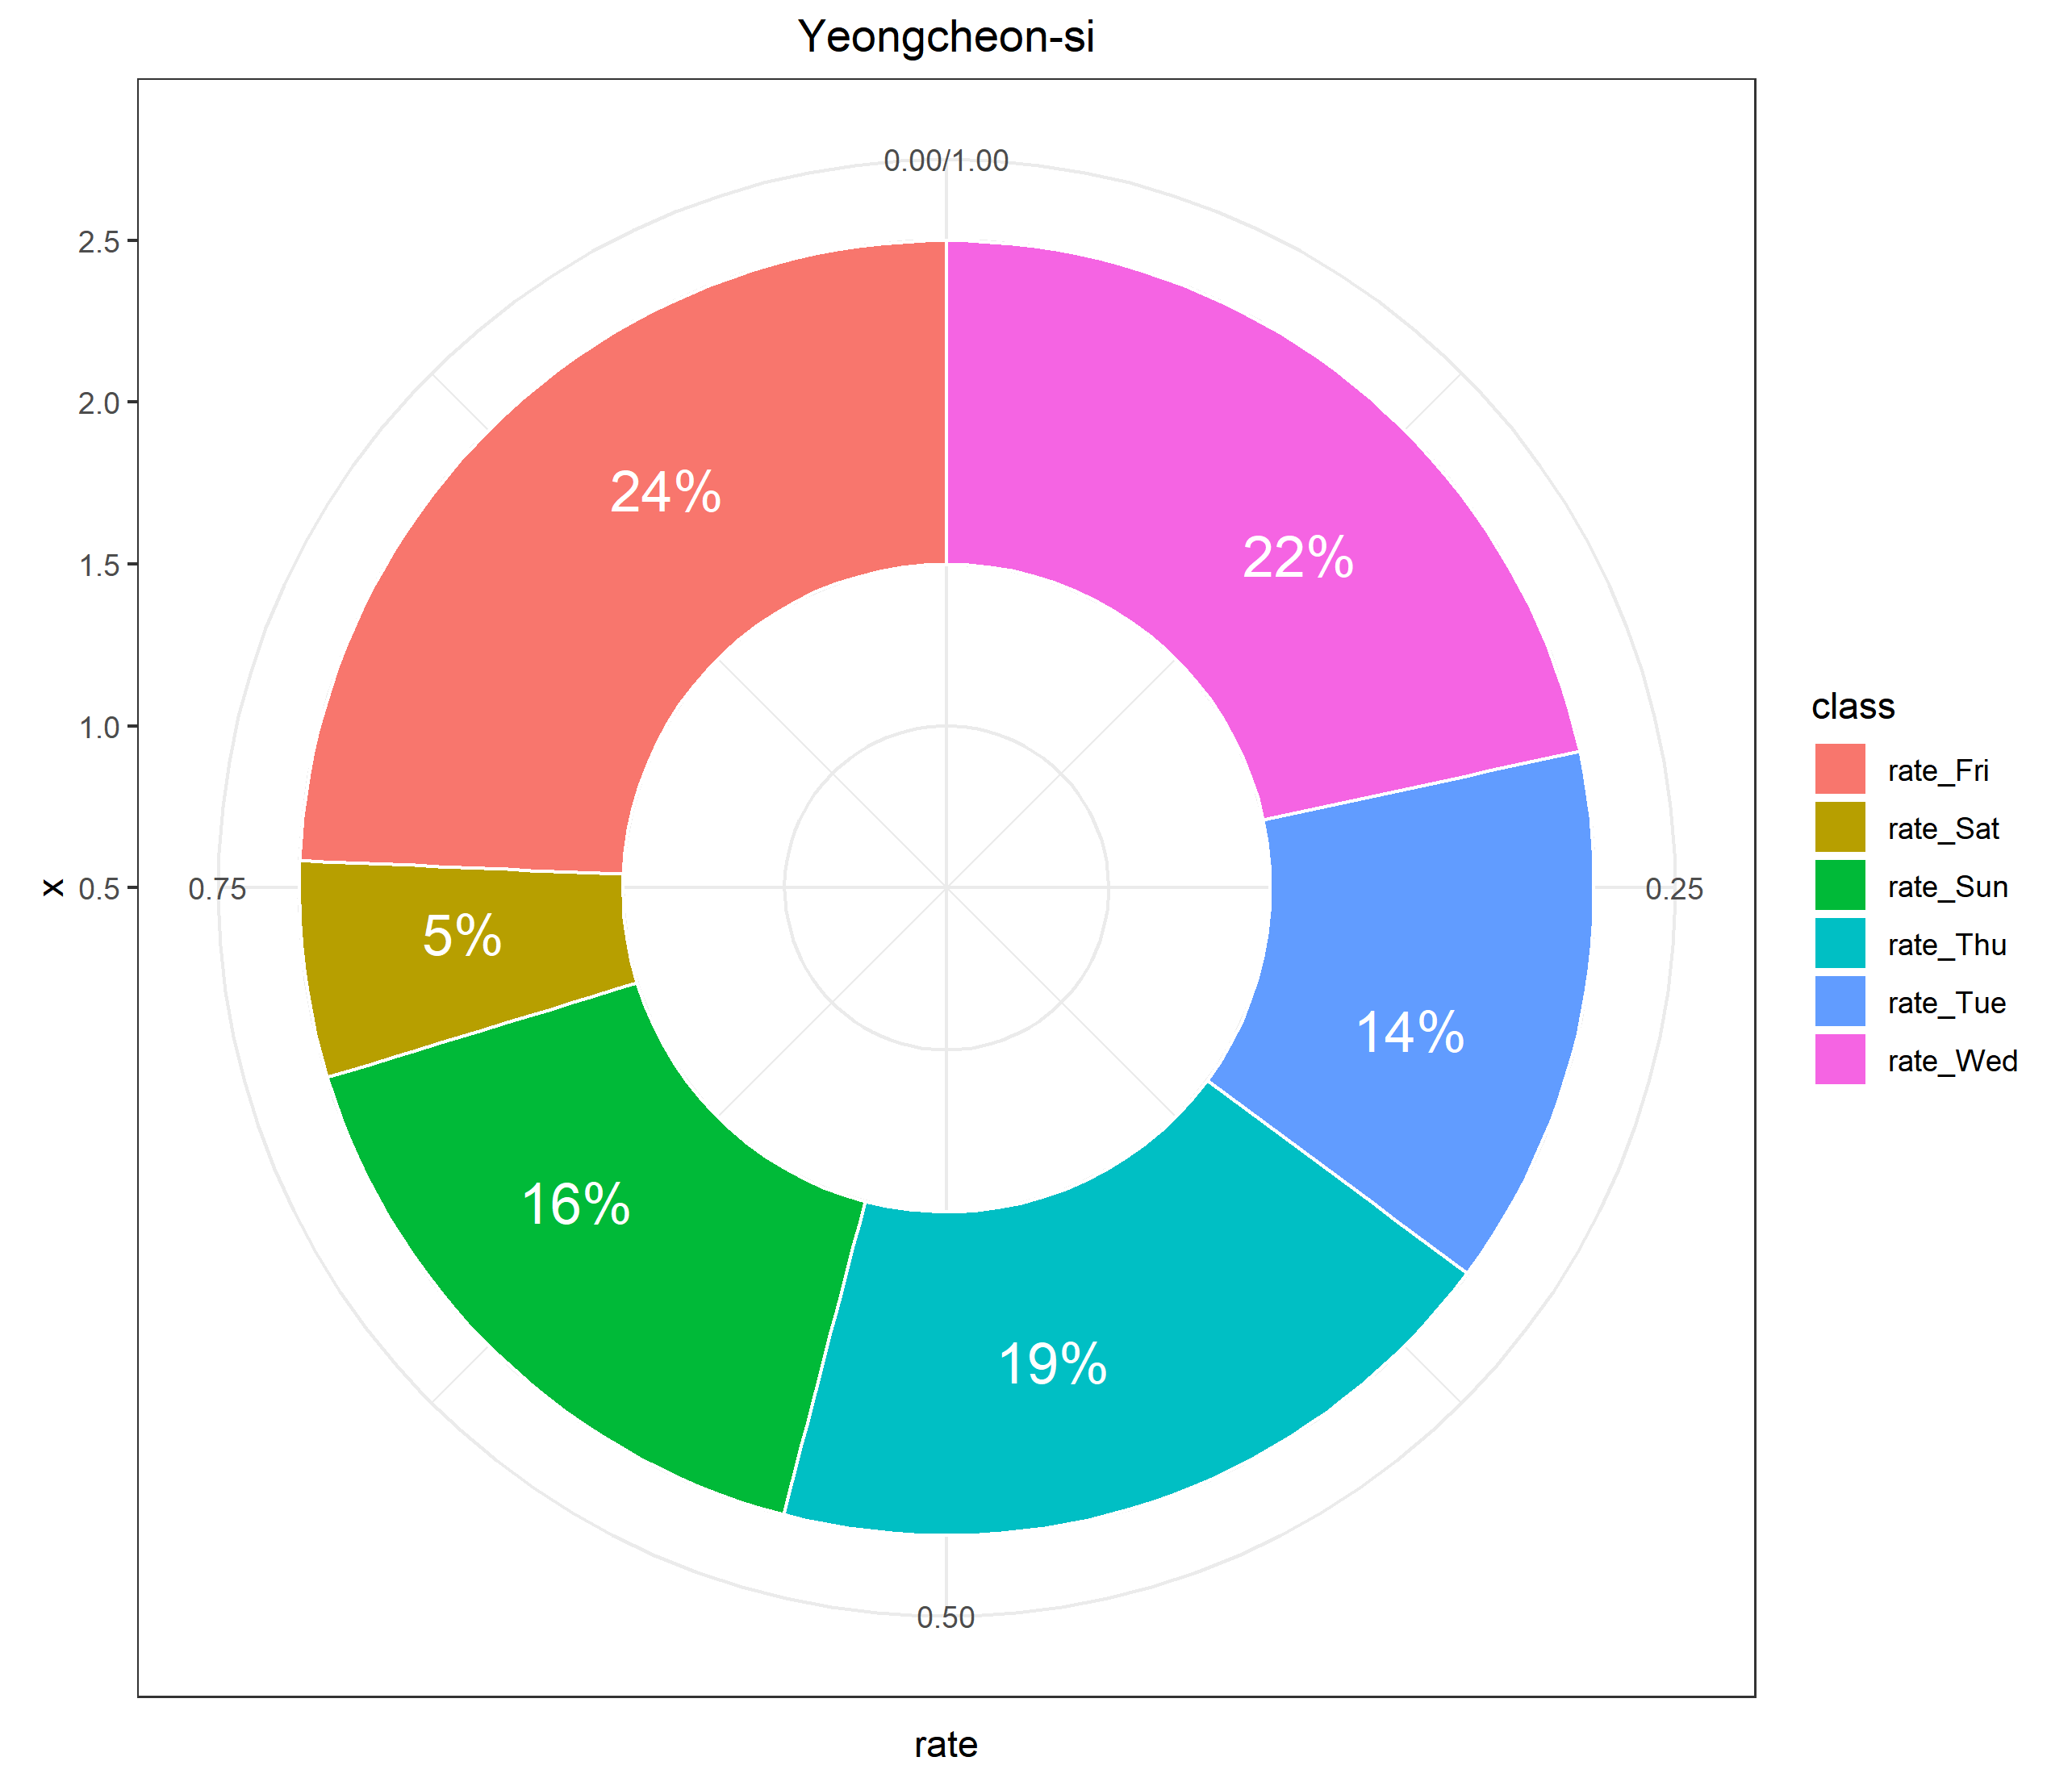 Yeongcheon-si
0.00/1.00
2.5
2.0
1.5
1.0
0.5
x
0.75
0.25
0.50
24%
22%
5%
14%
16%
19%
rate
class
rate_Fri
rate_Sat
rate_Sun
rate_Thu
rate_Tue
rate_Wed